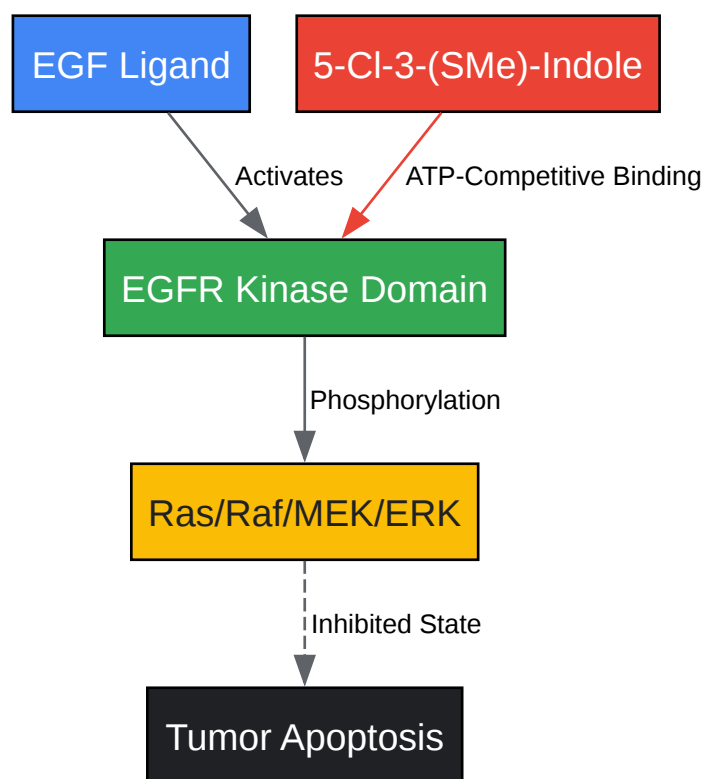 EGF Ligand
5-Cl-3-(SMe)-Indole
Activates
ATP-Competitive Binding
EGFR Kinase Domain
Phosphorylation
Ras/Raf/MEK/ERK
Inhibited State
Tumor Apoptosis